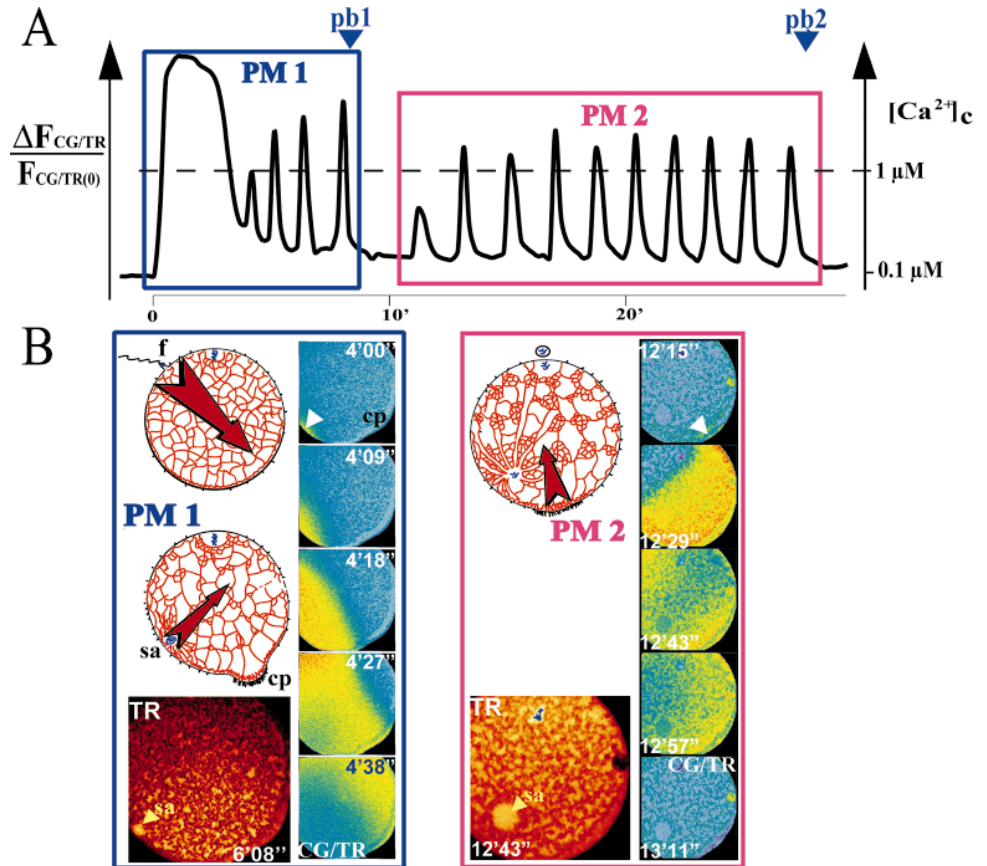 A
pb1
pb2
PM 1
PM 2
ΔFCG/TR
FCG/TR(0)
[Ca2+]c
1 µM
0.1 µM
0
10’
20’
B
f
4’00’’
cp
4’09’’
PM 1
4’18’’
sa
cp
4’27’’
TR
sa
6’08’’
4’38’’
CG/TR
12’15’’
PM 2
12’29’’
12’43’’
12’57’’
TR
sa
12’43’’
CG/TR
13’11’’